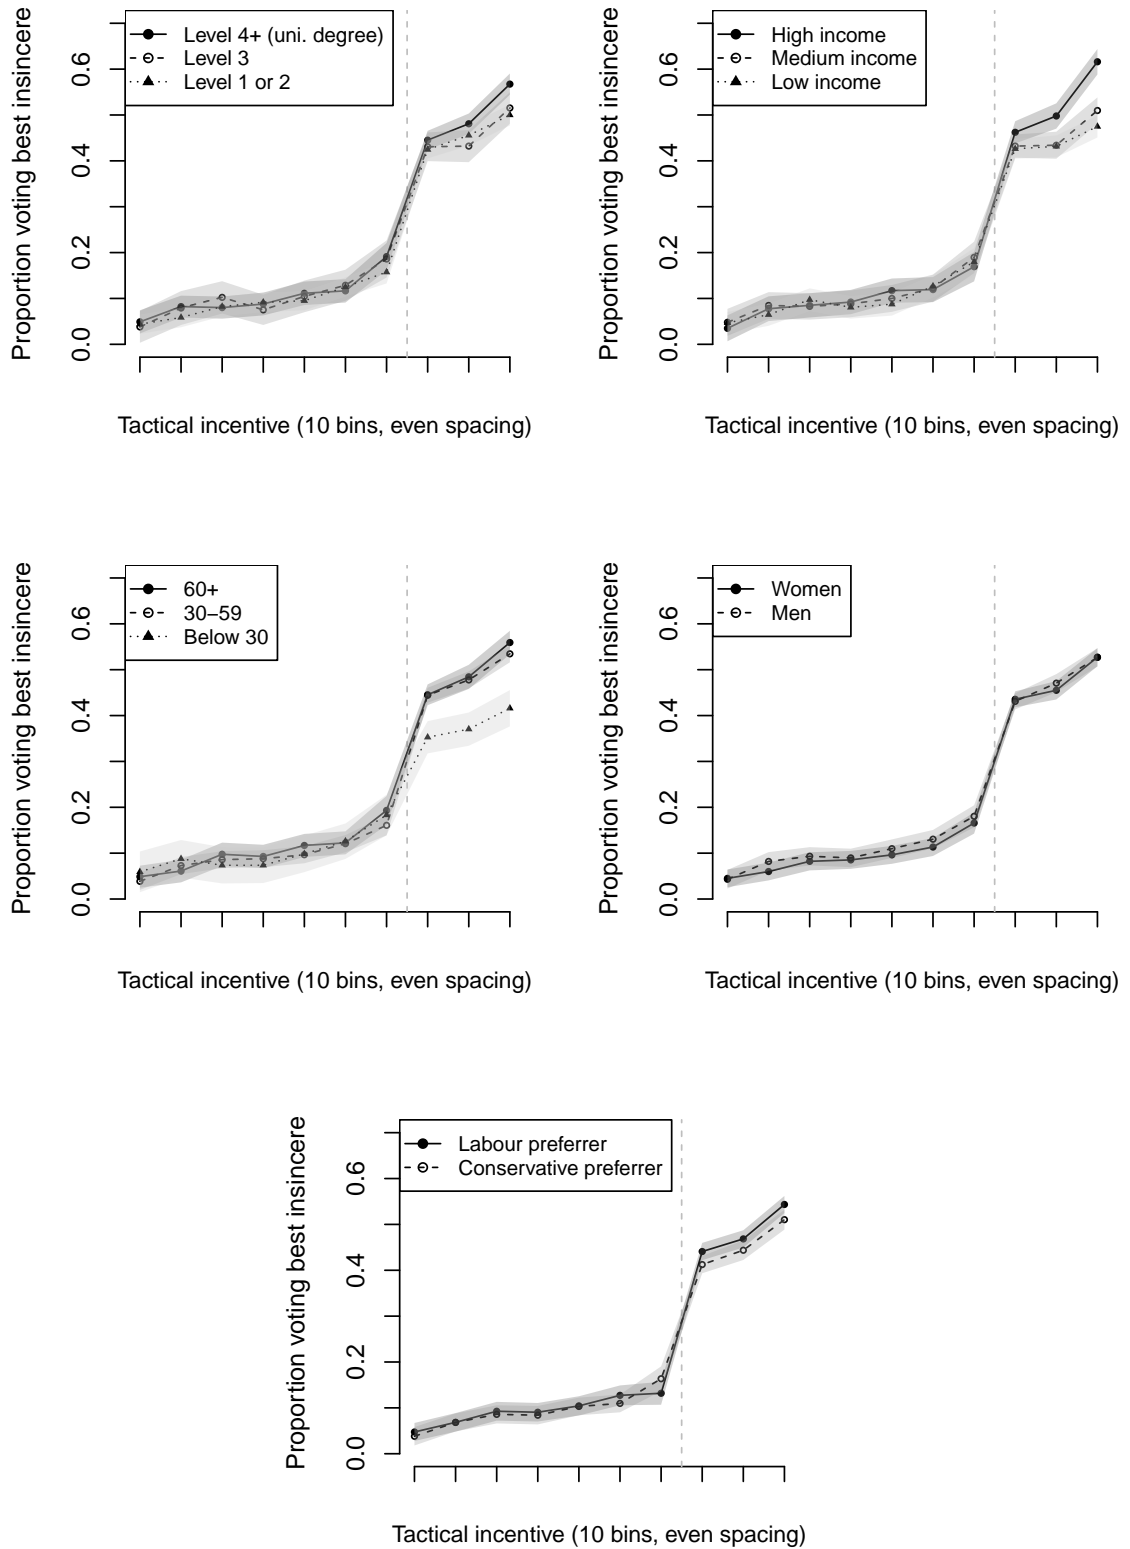 Proportion voting best insincere
0.0
0.2
0.4
0.6
Level 4+ (uni. degree)
Level 3
Level 1 or 2
Tactical incentive (10 bins, even spacing)
Proportion voting best insincere
0.0
0.2
0.4
0.6
High income
Medium income
Low income
Tactical incentive (10 bins, even spacing)
Proportion voting best insincere
0.0
0.2
0.4
0.6
60+
30−59
Below 30
Tactical incentive (10 bins, even spacing)
Proportion voting best insincere
0.0
0.2
0.4
0.6
Women
Men
Tactical incentive (10 bins, even spacing)
Proportion voting best insincere
0.0
0.2
0.4
0.6
Labour preferrer
Conservative preferrer
Tactical incentive (10 bins, even spacing)